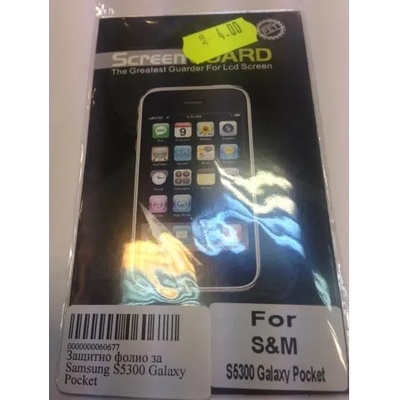 4.00
Screen GUARD
The Greatest Guarder For Lcd Screen
9
0000000060677
Защитно фолио за
Samsung S5300 Galaxy
Pocket
For
S&M
S5300 Galaxy Pocket